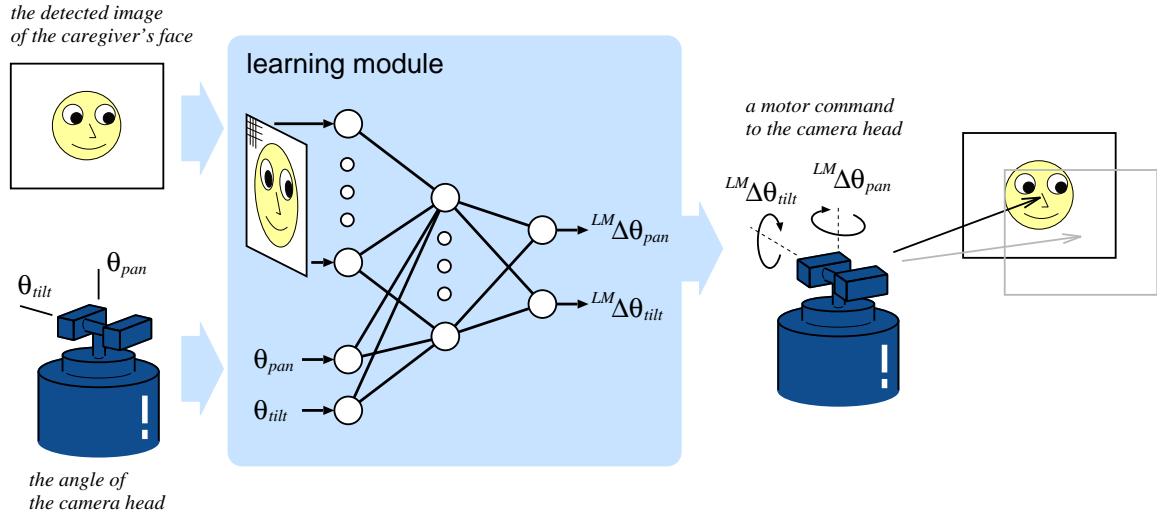 the detected image
of the caregiver's face
learning module
θpan
θtilt
the angle of
the camera head
θpan
θtilt
LMΔθpan
LMΔθtilt
a motor command
to the camera head
LMΔθtilt
LMΔθpan
!
!